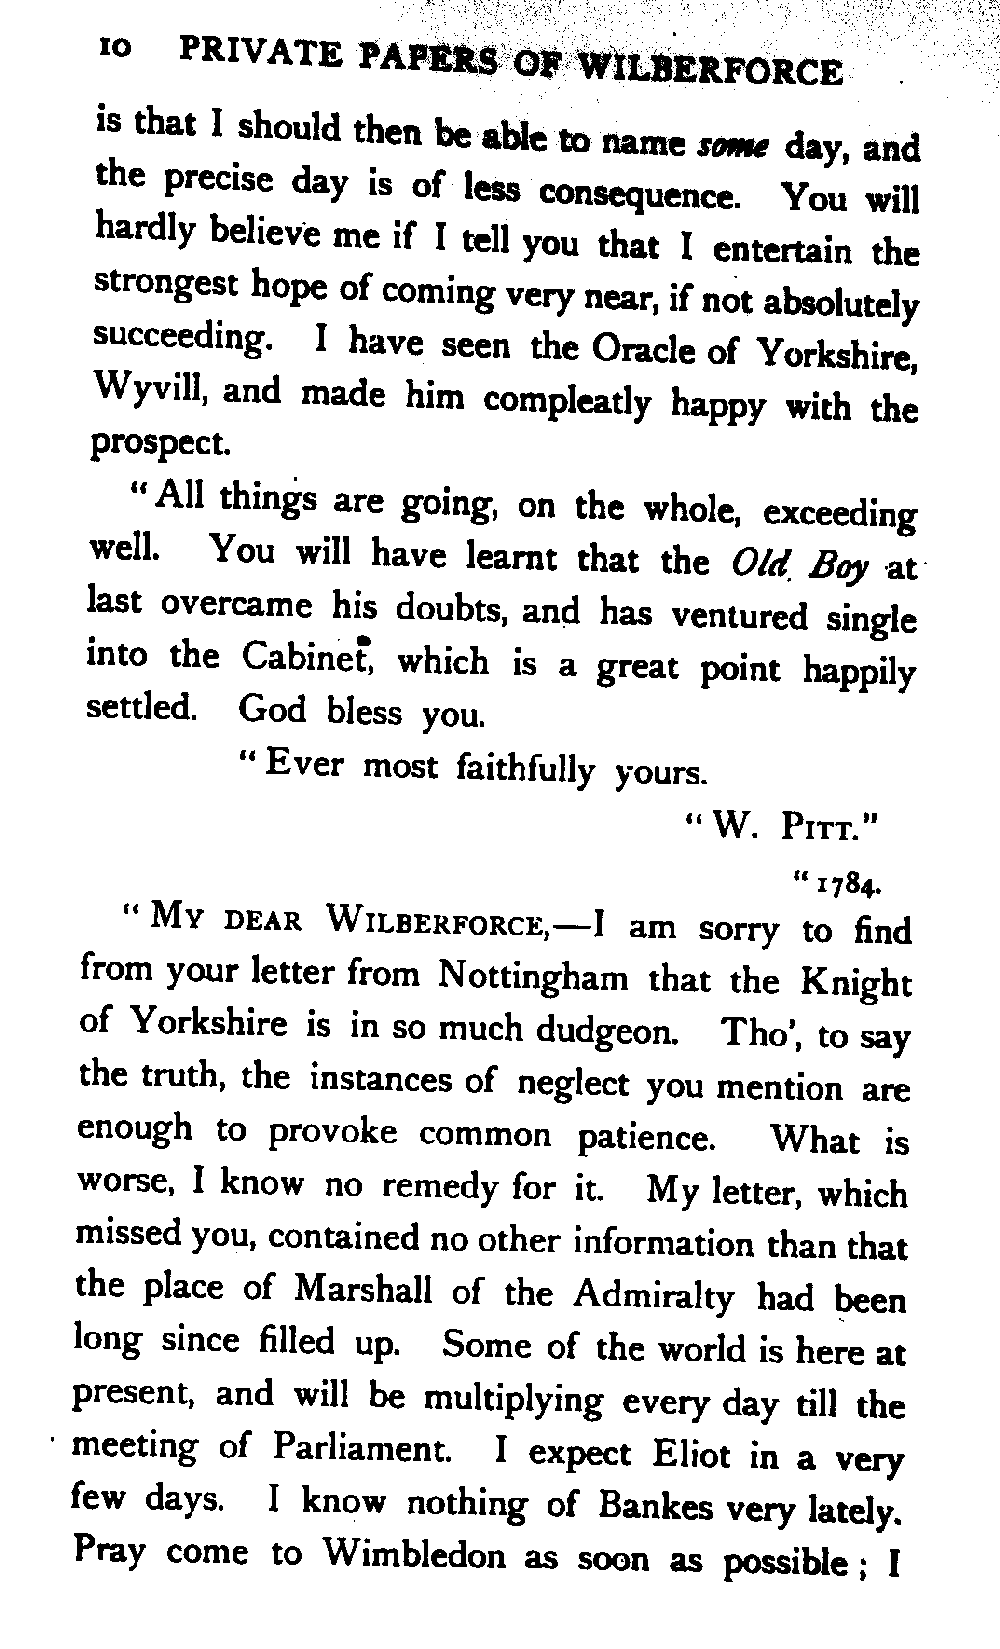 10 PRIVATE PAPERS OF WILBERFORCE
is that I should then be able to name some day, and
the precise day is of less consequence. You will
hardly believe me if I tell you that I entertain the
strongest hope of coming very near, if not absolutely
succeeding. I have seen the Oracle of Yorkshire,
Wyvill, and made him compleatly happy with the
prospect.
“All things are going, on the whole, exceeding
well. You will have learnt that the Old Boy at
last overcame his doubts, and has ventured single
into the Cabinet, which is a great point happily
settled. God bless you.
“Ever most faithfully yours.
“W. PITT.”
“1784.
“MY DEAR WILBERFORCE,—I am sorry to find
from your letter from Nottingham that the Knight
of Yorkshire is in so much dudgeon. Tho’, to say
the truth, the instances of neglect you mention are
enough to provoke common patience. What is
worse, I know no remedy for it. My letter, which
missed you, contained no other information than that
the place of Marshall of the Admiralty had been
long since filled up. Some of the world is here at
present, and will be multiplying every day till the
meeting of Parliament. I expect Eliot in a very
few days. I know nothing of Bankes very lately.
Pray come to Wimbledon as soon as possible; I